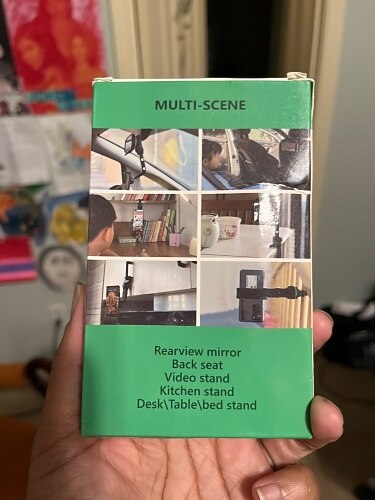 MULTI-SCENE
Rearview mirror
Back seat
Video stand
Kitchen stand
Desk\Table\bed stand